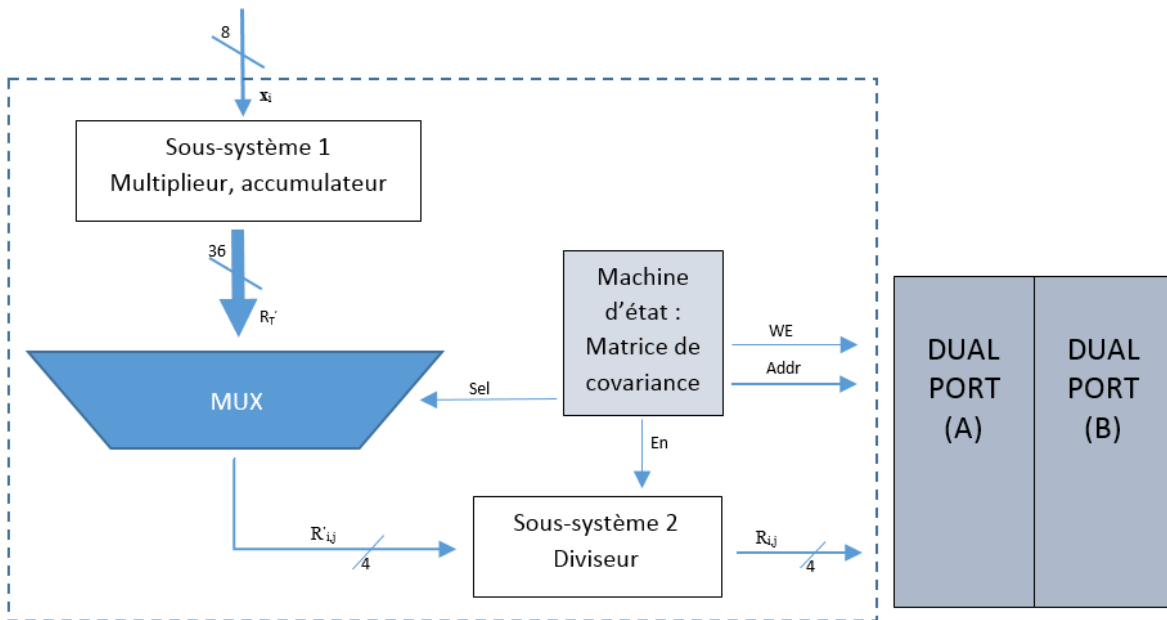 8
xᵢ
Sous-système 1
Multiplieur, accumulateur
36
R_T'
Machine
d'état :
Matrice de
covariance
WE
Addr
Sel
MUX
En
DUAL
PORT
(A)
DUAL
PORT
(B)
R'i,j
4
Sous-système 2
Diviseur
Ri,j
4